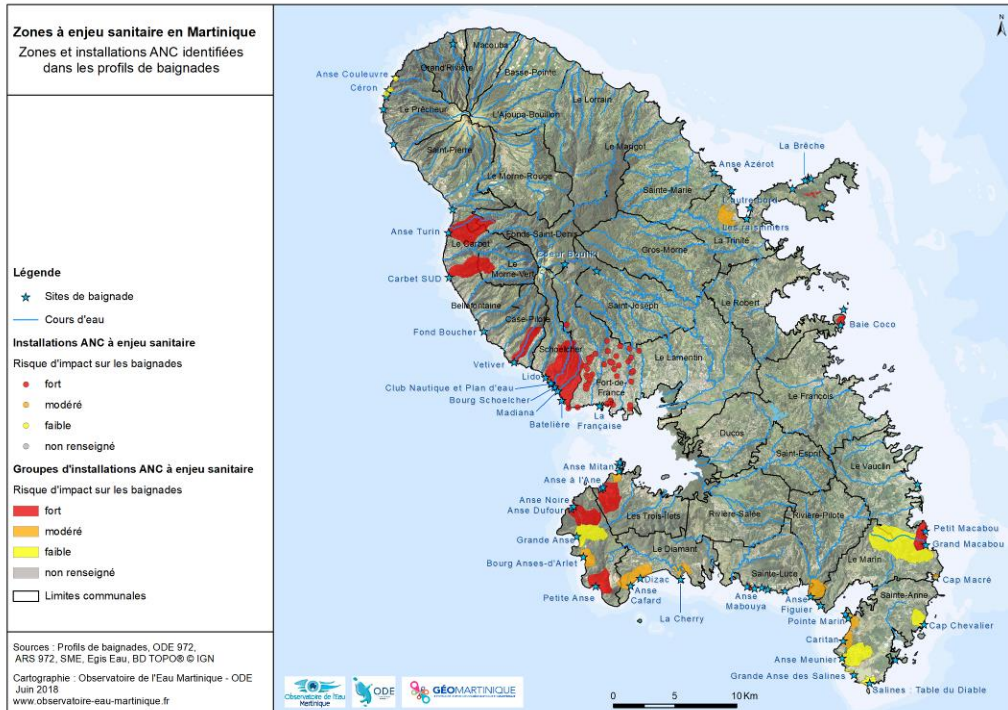 Zones à enjeu sanitaire en Martinique
Zones et installations ANC identifiées
dans les profils de baignades
Légende
Sites de baignade
Cours d'eau
Installations ANC à enjeu sanitaire
Risque d'impact sur les baignades
fort
modéré
faible
non renseigné
Groupes d'installations ANC à enjeu sanitaire
Risque d'impact sur les baignades
fort
modéré
faible
non renseigné
Limites communales
Sources : Profils de baignades, ODE 972,
ARS 972, SME, Egis Eau, BD TOPO® © IGN
Cartographie : Observatoire de l'Eau Martinique - ODE
Juin 2018
www.observatoire-eau-martinique.fr
N
Macouba
Grand'Rivière
Anse Couleuvre
Basse-Pointe
Céron
Le Lorrain
Le Prêcheur
L'Ajoupa-Bouillon
Saint-Pierre
Le Marigot
Le Morne-Rouge
Anse Azérot
La Brêche
Sainte-Marie
L'autre bord
Les raisiniers
Anse Turin
Le Carbet
Fonds-Saint-Denis
La Trinité
Gros-Morne
Le
Morne-Vert
Coeur Bouliki
Carbet SUD
Bellefontaine
Saint-Joseph
Le Robert
Case-Pilote
Baie Coco
Fond Boucher
Schoelcher
Le Lamentin
Vetiver
Lido
Fort-de-
France
Club Nautique et Plan d'eau
Bourg Schoelcher
Madiana
Batelière
La
Française
Le François
Ducos
Saint-Esprit
Anse Mitan
Le Vauclin
Anse à l'Ane
Anse Noire
Anse Dufour
Les Trois-Ilets
Rivière-Salée
Rivière-Pilote
Petit Macabou
Grande Anse
Grand Macabou
Le Diamant
Le Marin
Bourg Anses-d'Arlet
Sainte-Luce
Cap Macré
Dizac
Petite Anse
Anse
Cafard
La Cherry
Anse
Mabouya
Anse
Figuier
Sainte-Anne
Pointe Marin
Cap Chevalier
Caritan
Anse Meunier
Grande Anse des Salines
Salines : Table du Diable
Observatoire de l'Eau
Martinique
ODE
GÉOMARTINIQUE
0 5 10 Km